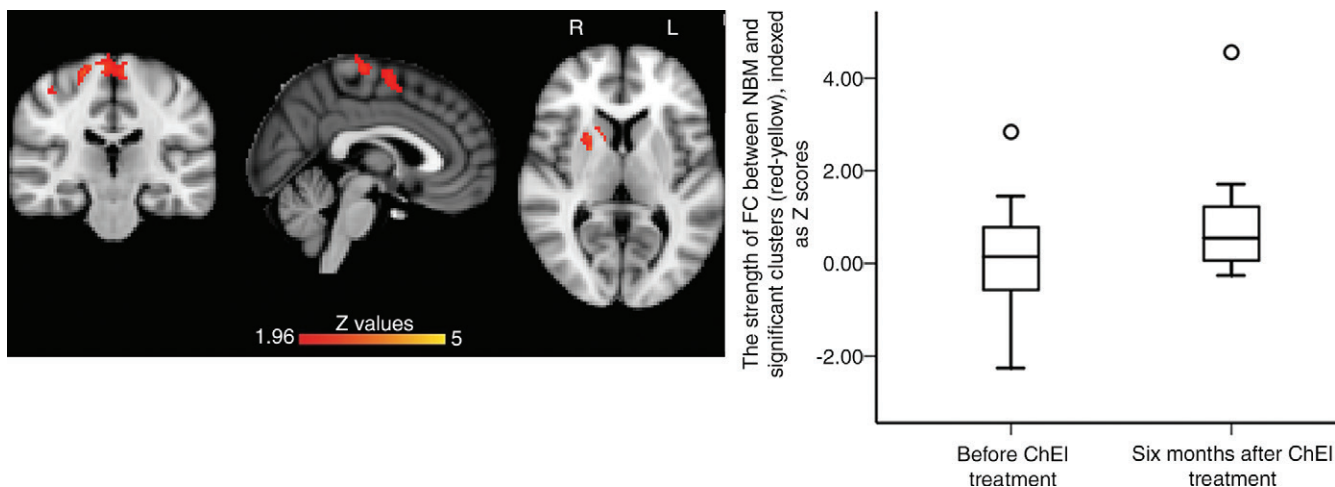 R L
Z values
1.96 5
The strength of FC between NBM and
significant clusters (red-yellow), indexed
as Z scores
4.00
2.00
0.00
-2.00
Before ChEI
treatment
Six months after ChEI
treatment